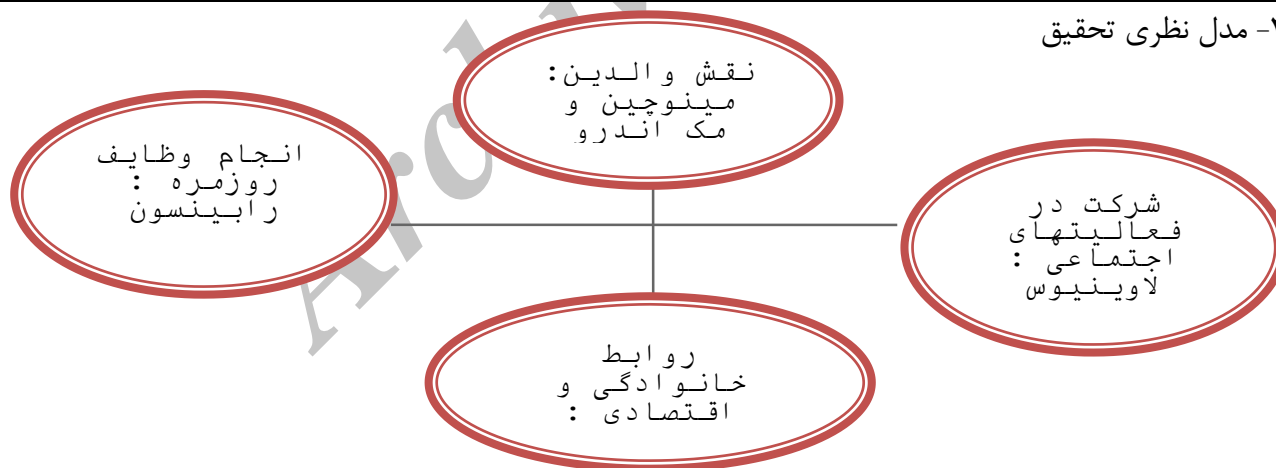 - مدل نظری تحقیق
نقش والدین:
مینوچین و
مک اندرو
انجام وظایف
روزمره :
رابینسون
شرکت در
فعالیتهای
اجتماعی :
لاوینیوس
روابط
خانوادگی و
اقتصادی :